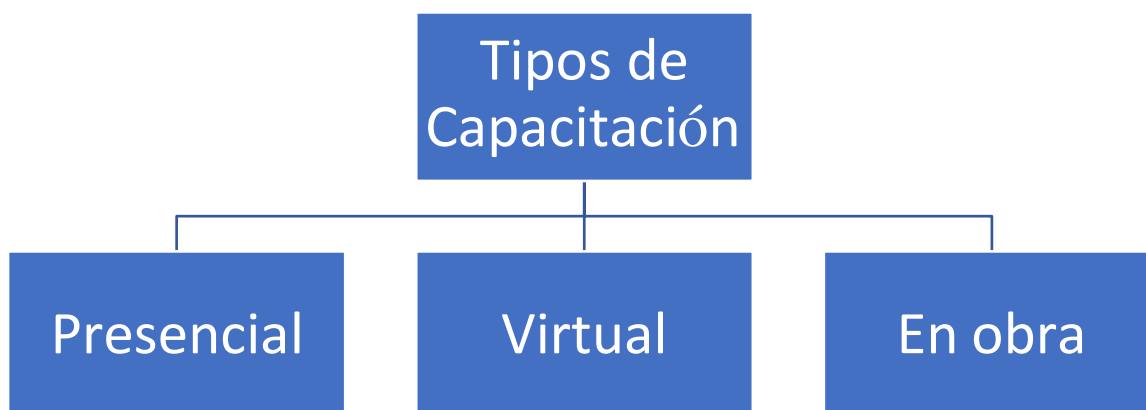 Tipos de
Capacitación
Presencial
Virtual
En obra